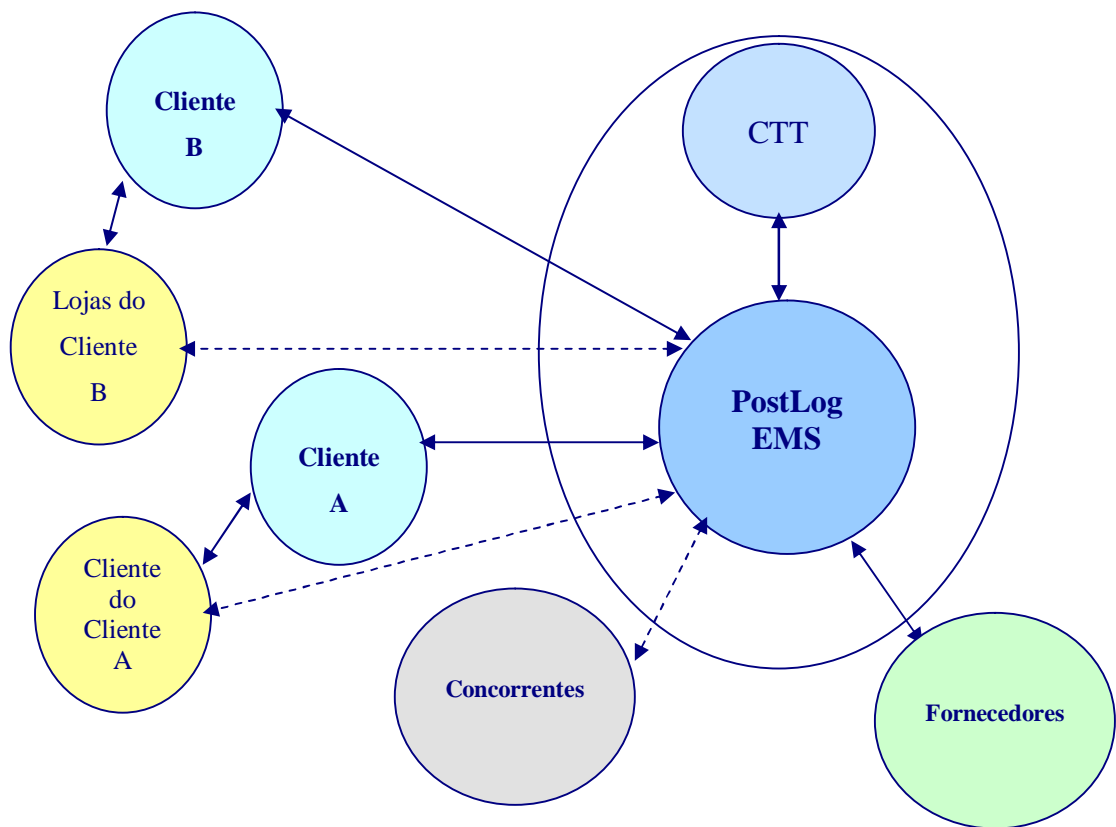 Cliente
B
CTT
Lojas do
Cliente
B
PostLog
EMS
Cliente
A
Cliente
do
Cliente
A
Concorrentes
Fornecedores